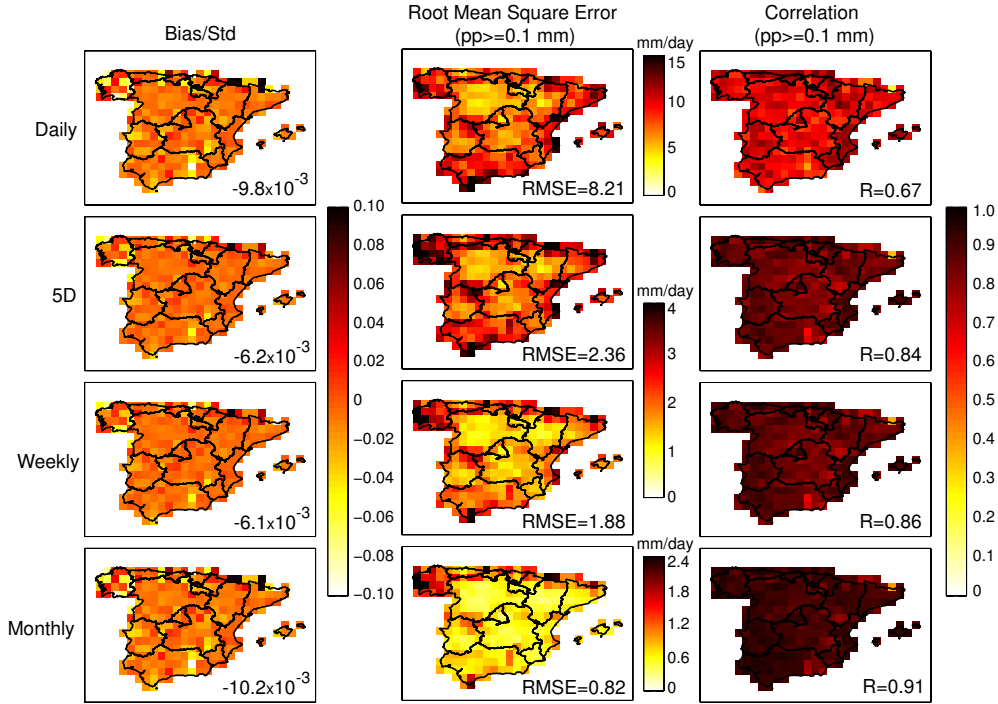 Bias/Std
Root Mean Square Error
(pp>=0.1 mm)
Correlation
(pp>=0.1 mm)
Daily
-9.8x10⁻³
mm/day
15
10
5
0
RMSE=8.21
R=0.67
5D
-6.2x10⁻³
RMSE=2.36
R=0.84
0.10
0.08
0.06
0.04
0.02
0
−0.02
−0.04
−0.06
−0.08
−0.10
mm/day
4
3
2
1
0
1.0
0.9
0.8
0.7
0.6
0.5
0.4
0.3
0.2
0.1
0
Weekly
-6.1x10⁻³
RMSE=1.88
R=0.86
Monthly
-10.2x10⁻³
mm/day
2.4
1.8
1.2
0.6
0
RMSE=0.82
R=0.91